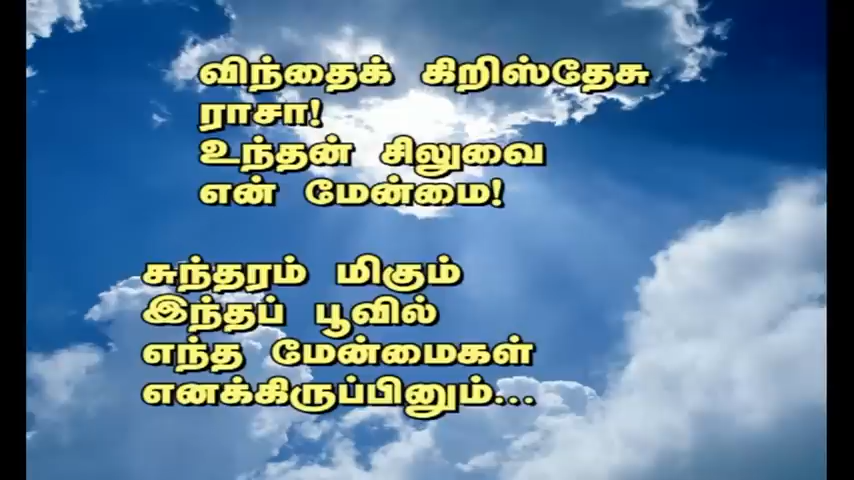 விந்தைக் கிறிஸ்தேசு
ராசா!
உந்தன் சிலுவை
என் மேன்மை!
சுந்தரம் மிகும்
இந்தப் பூவில்
எந்த மேன்மைகள்
எனக்கிருப்பினும்...